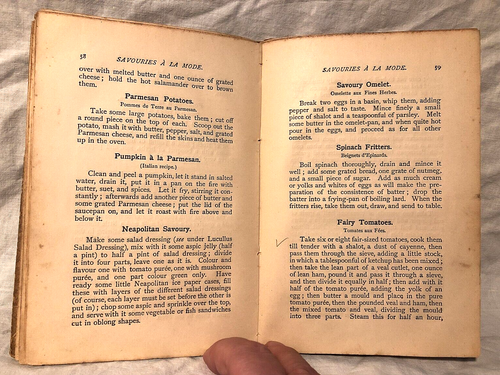 58
SAVOURIES À LA MODE.
over with melted butter and one ounce of grated
cheese; hold the hot salamander over to brown
them.
Parmesan Potatoes.
Pommes de Terre au Parmesan.
Take some large potatoes, bake them; cut off
a round piece on the top of each. Scoop out the
potato, mash it with butter, pepper, salt, and grated
Parmesan cheese, and refill the skins and heat them
up in the oven.
Pumpkin à la Parmesan.
(Italian recipe.)
Clean and peel a pumpkin, let it stand in salted
water, drain it, put it in a pan on the fire with
butter, suet, and spices. Let it fry, stirring it con-
stantly; afterwards add another piece of butter and
some grated Parmesan cheese; put the lid of the
saucepan on, and let it roast with fire above and
below it.
Neapolitan Savoury.
Make some salad dressing (see under Lucullus
Salad Dressing), mix with it some aspic jelly (half
a pint) to half a pint of salad dressing; divide
it into four parts, leave one as it is. Colour and
flavour one with tomato purée, one with mushroom
purée, and one part colour green only. Have
ready some little Neapolitan ice paper cases, fill
these with layers of the different salad dressings
(of course, each layer must be set before the other is
put in); chop some aspic and sprinkle over the top,
and serve with it some vegetable or fish sandwiches
cut in oblong shapes.
SAVOURIES À LA MODE.
59
Savoury Omelet.
Omelette aux Fines Herbes.
Break two eggs in a basin, whip them, adding
pepper and salt to taste. Mince finely a small
piece of shalot and a teaspoonful of parsley. Melt
some butter in the omelet-pan, and when quite hot
pour in the eggs, and proceed as for all other
omelets.
Spinach Fritters.
Beignets d'Epinards.
Boil spinach thoroughly, drain and mince it
well; add some grated bread, one grate of nutmeg,
and a small piece of sugar. Add as much cream
or yolks and whites of eggs as will make the pre-
paration of the consistence of batter; drop the
batter into a frying-pan of boiling lard. When the
fritters rise, take them out, draw, and send to table.
Fairy Tomatoes.
Tomates aux Fées.
Take six or eight fair-sized tomatoes, cook them
till tender with a shalot, a dust of cayenne, then
pass them through the sieve, adding a little stock,
in which a tablespoonful of ketchup has been mixed;
then take the lean part of a veal cutlet, one ounce
of lean ham, pound it and pass it through a sieve,
and then divide it equally in half; then add with it
half of the tomato purée, adding the yolk of an
egg; then butter a mould and place in the pure
tomato purée, then the pounded veal and ham, then
the mixed tomato and veal, dividing the mould
into three parts. Steam this for half an hour,